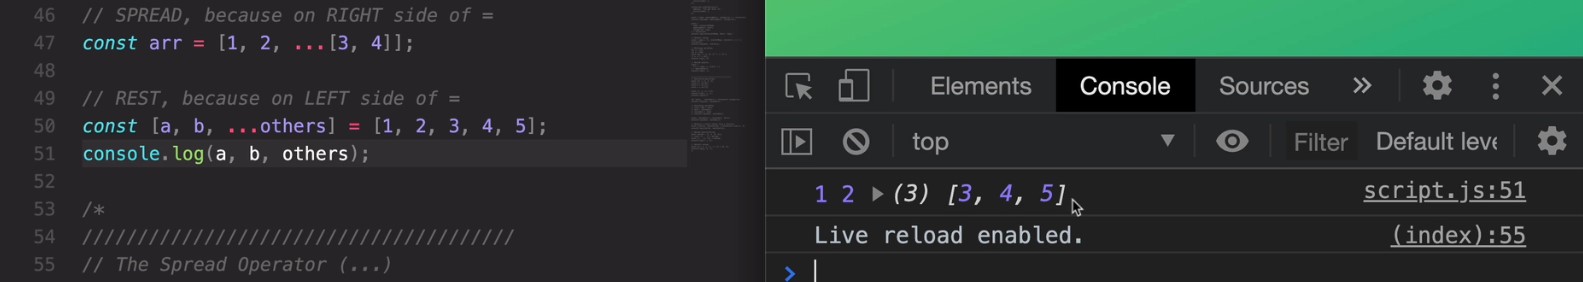 46 // SPREAD, because on RIGHT side of =
47 const arr = [1, 2, ...[3, 4]];
48
49 // REST, because on LEFT side of =
50 const [a, b, ...others] = [1, 2, 3, 4, 5];
51 console.log(a, b, others);
52
53 /*
54 ///////////////////////////////////////
55 // The Spread Operator (...)
Elements Console Sources »
top ▼ Filter Default leve
1 2 ▶ (3) [3, 4, 5] script.js:51
Live reload enabled. (index):55
>